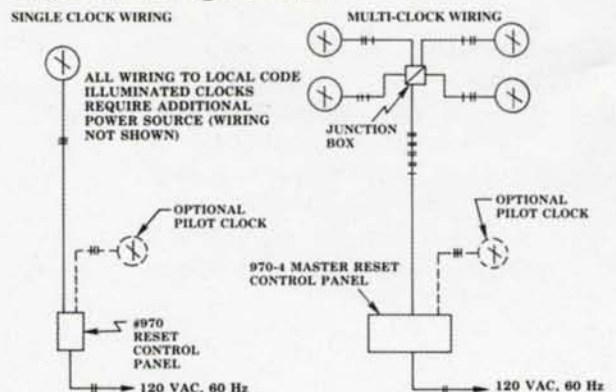 SINGLE CLOCK WIRING
ALL WIRING TO LOCAL CODE
ILLUMINATED CLOCKS
REQUIRE ADDITIONAL
POWER SOURCE (WIRING
NOT SHOWN)
OPTIONAL
PILOT CLOCK
#970
RESET
CONTROL
PANEL
120 VAC, 60 Hz
MULTI-CLOCK WIRING
JUNCTION
BOX
OPTIONAL
PILOT CLOCK
970-4 MASTER RESET
CONTROL PANEL
120 VAC, 60 Hz